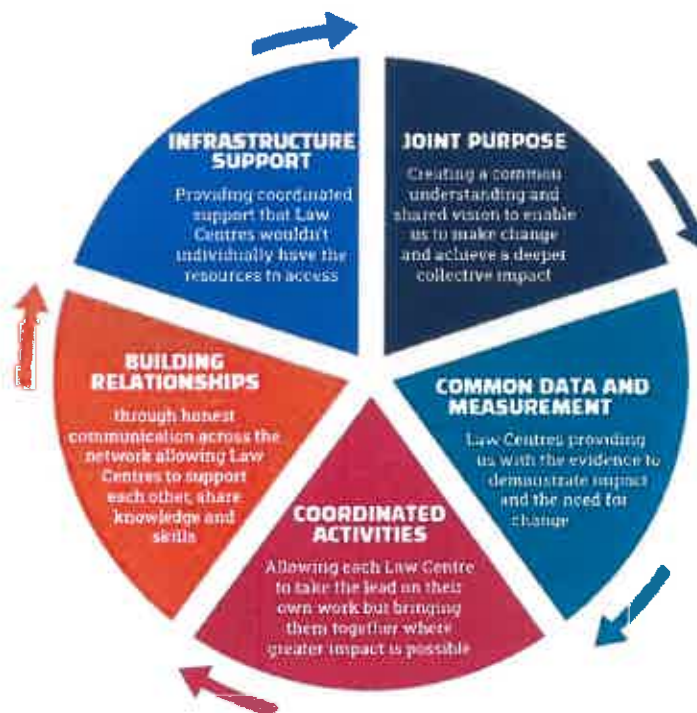 INFRASTRUCTURE
SUPPORT
Providing coordinated
support that Law
Centres wouldn't
individually have the
resources to access
JOINT PURPOSE
Creating a common
understanding and
shared vision to enable
us to make change
and achieve a deeper
collective impact
COMMON DATA AND
MEASUREMENT
Law Centres providing
us with the evidence to
demonstrate impact
and the need for
change
COORDINATED
ACTIVITIES
Allowing each Law Centre
to take the lead on their
own work but bringing
them together where
greater impact is possible
BUILDING
RELATIONSHIPS
through honest
communication across the
network allowing Law
Centres to support
each other, share
knowledge and
skills